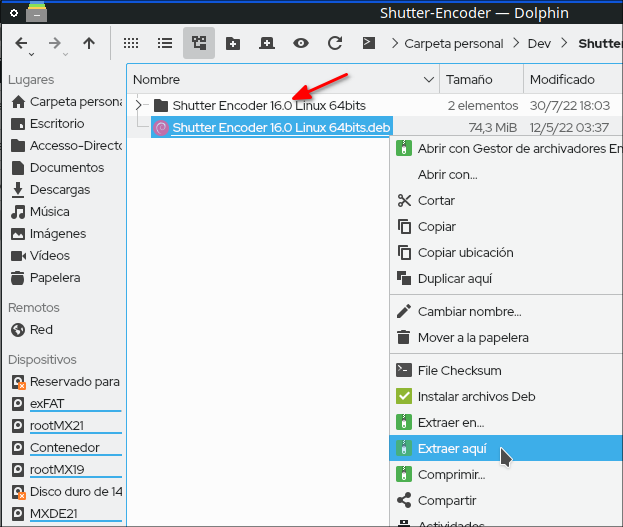 Shutter-Encoder — Dolphin
Carpeta personal
Dev
Shutter
Lugares
Carpeta persona
Escritorio
Accesso-Directo
Documentos
Descargas
Música
Imágenes
Vídeos
Papelera
Remotos
Red
Dispositivos
Reservado para
exFAT
rootMX21
Contenedor
rootMX19
Disco duro de 14
MXDE21
Nombre Tamaño Modificado
Shutter Encoder 16.0 Linux 64bits 2 elementos 30/7/22 18:03
Shutter Encoder 16.0 Linux 64bits.deb 74,3 MiB 12/5/22 03:37
Abrir con Gestor de archivadores En
Abrir con...
Cortar
Copiar
Copiar ubicación
Duplicar aquí
Cambiar nombre...
Mover a la papelera
File Checksum
Instalar archivos Deb
Extraer en...
Extraer aquí
Comprimir...
Compartir
Actividades